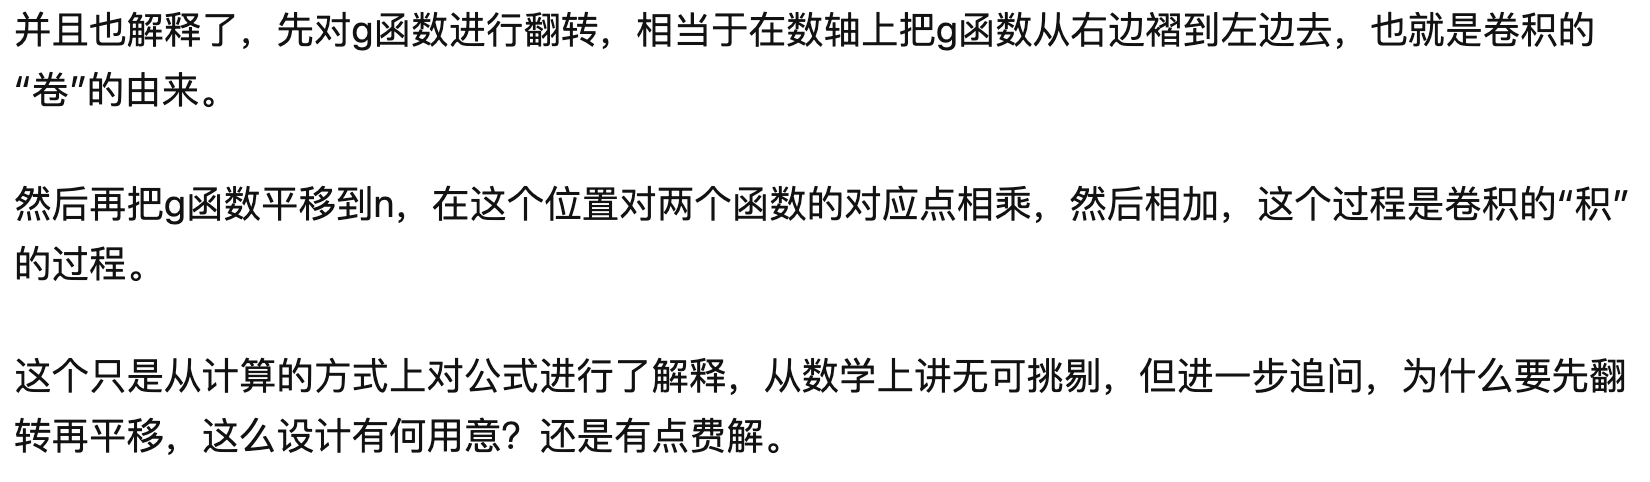 并且也解释了，先对g函数进行翻转，相当于在数轴上把g函数从右边褶到左边去，也就是卷积的
“卷”的由来。
然后再把g函数平移到n，在这个位置对两个函数的对应点相乘，然后相加，这个过程是卷积的“积”
的过程。
这个只是从计算的方式上对公式进行了解释，从数学上讲无可挑剔，但进一步追问，为什么要先翻
转再平移，这么设计有何用意？还是有点费解。